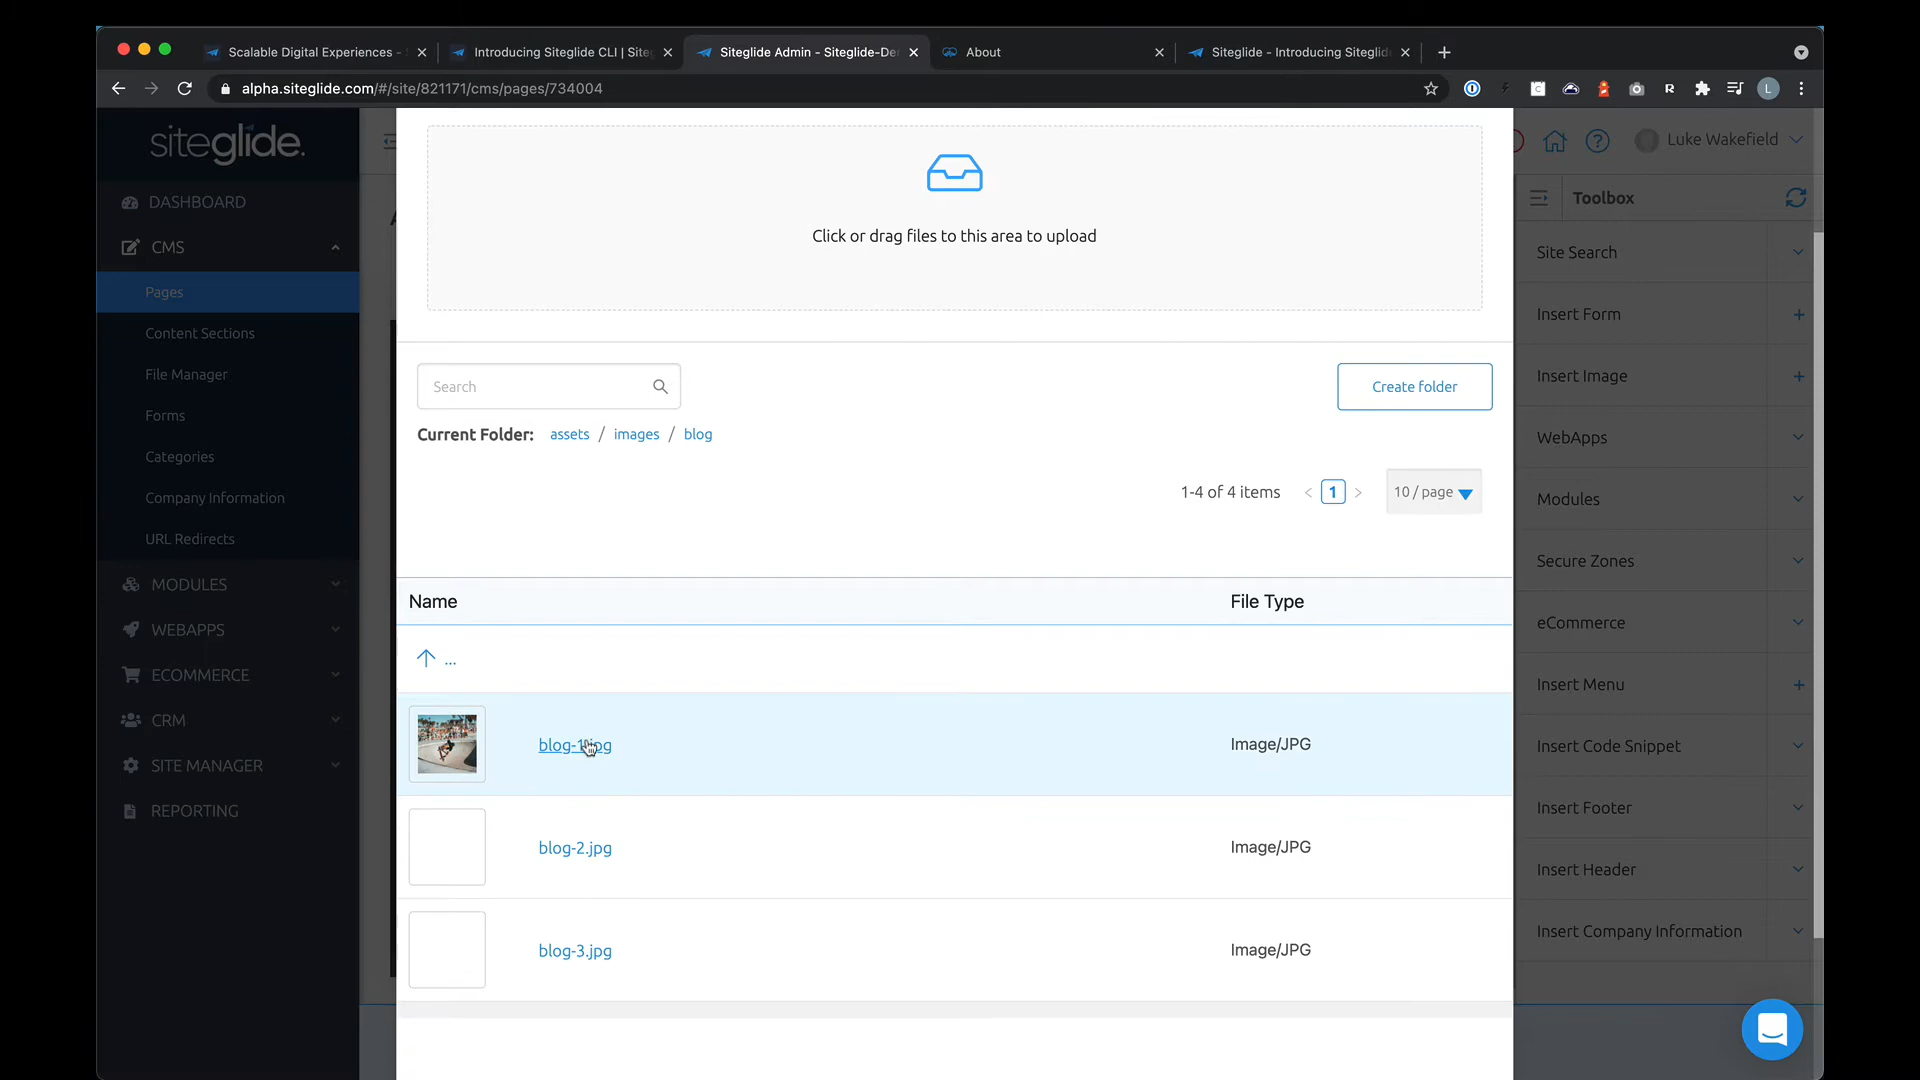 Scalable Digital Experiences -
Introducing Siteglide CLI | Site
Siteglide Admin - Siteglide-De
About
Siteglide - Introducing Siteglid
alpha.siteglide.com/#/site/821171/cms/pages/734004
L
siteglide.
DASHBOARD
CMS
Pages
Content Sections
File Manager
Forms
Categories
Company Information
URL Redirects
MODULES
WEBAPPS
ECOMMERCE
CRM
SITE MANAGER
REPORTING
Click or drag files to this area to upload
Search
Create folder
Current Folder: assets / images / blog
1-4 of 4 items < 1 > 10 / page
Name File Type
...
blog-1.jpg Image/JPG
blog-2.jpg Image/JPG
blog-3.jpg Image/JPG
Luke Wakefield
Toolbox
Site Search
Insert Form
Insert Image
WebApps
Modules
Secure Zones
eCommerce
Insert Menu
Insert Code Snippet
Insert Footer
Insert Header
Insert Company Information